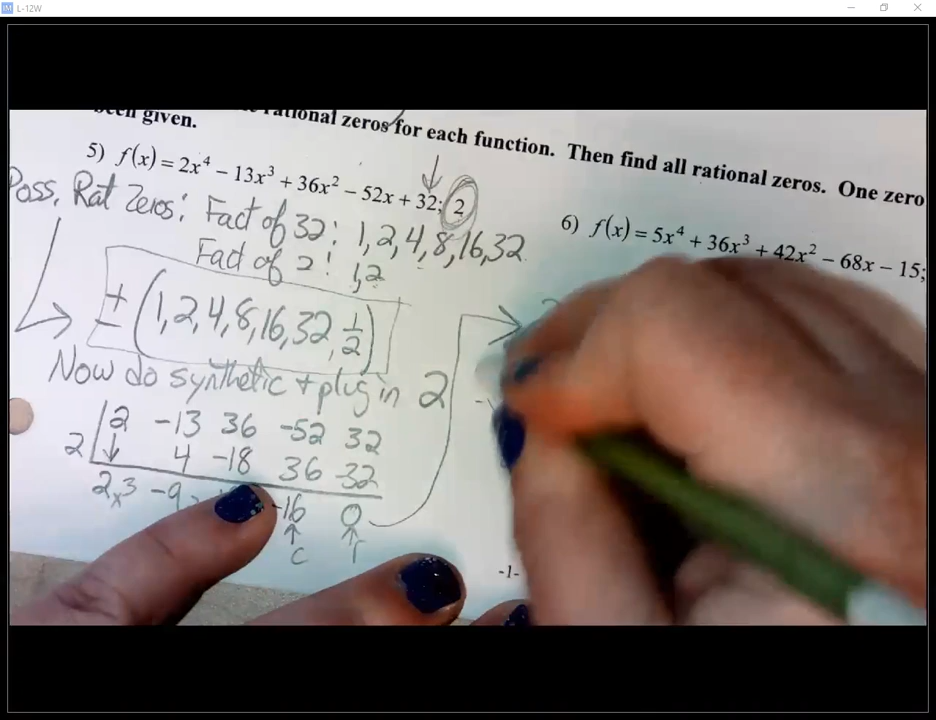 L-12W
rational zeros for each function. Then find all rational zeros. One zero
been given.
5) f(x) = 2x⁴ − 13x³ + 36x² − 52x + 32; 2
Poss. Rat Zeros: Fact of 32: 1,2,4,8,16,32
Fact of 2: 1,2
± (1,2,4,8,16,32,1/2)
Now do synthetic + plug in 2
2 -13 36 -52 32
2 4 -18 36 -32
2x³ -9 -16 0
c r
6) f(x) = 5x⁴ + 36x³ + 42x² − 68x − 15;
-1-